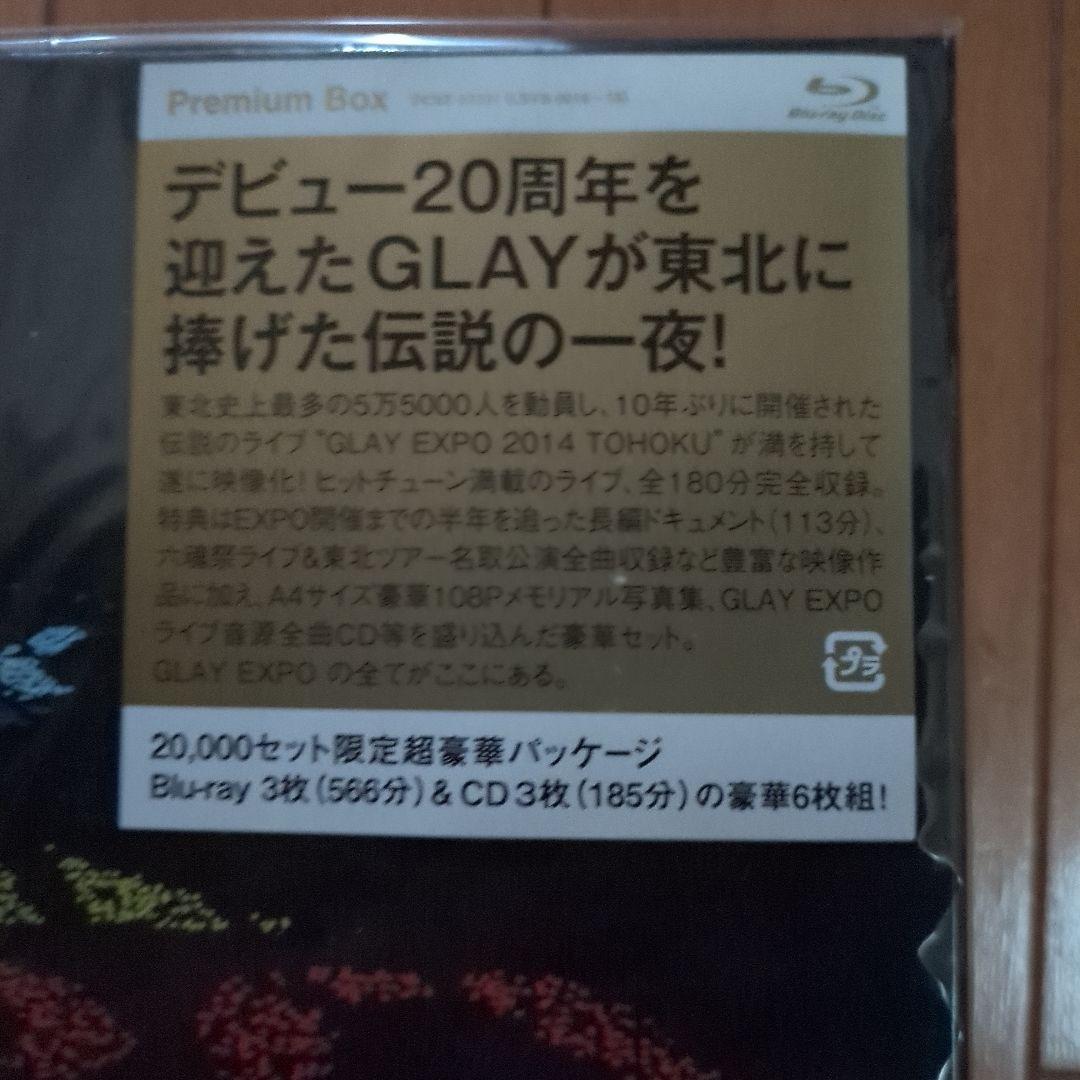 Premium Box
Blu-ray Disc
デビュー20周年を
迎えたGLAYが東北に
捧げた伝説の一夜!
東北史上最多の5万5000人を動員し、10年ぶりに開催された
伝説のライブ"GLAY EXPO 2014 TOHOKU"が満を持して
遂に映像化!ヒットチューン満載のライブ、全180分完全収録。
特典はEXPO開催までの半年を追った長編ドキュメント(113分)、
六魂祭ライブ&東北ツアー名取公演全曲収録など豊富な映像作
品に加え、A4サイズ豪華108Pメモリアル写真集、GLAY EXPO
ライブ音源全曲CD等を盛り込んだ豪華セット。
GLAY EXPO の全てがここにある。
プラ
20,000セット限定超豪華パッケージ
Blu-ray 3枚(566分)&CD3枚(185分)の豪華6枚組!